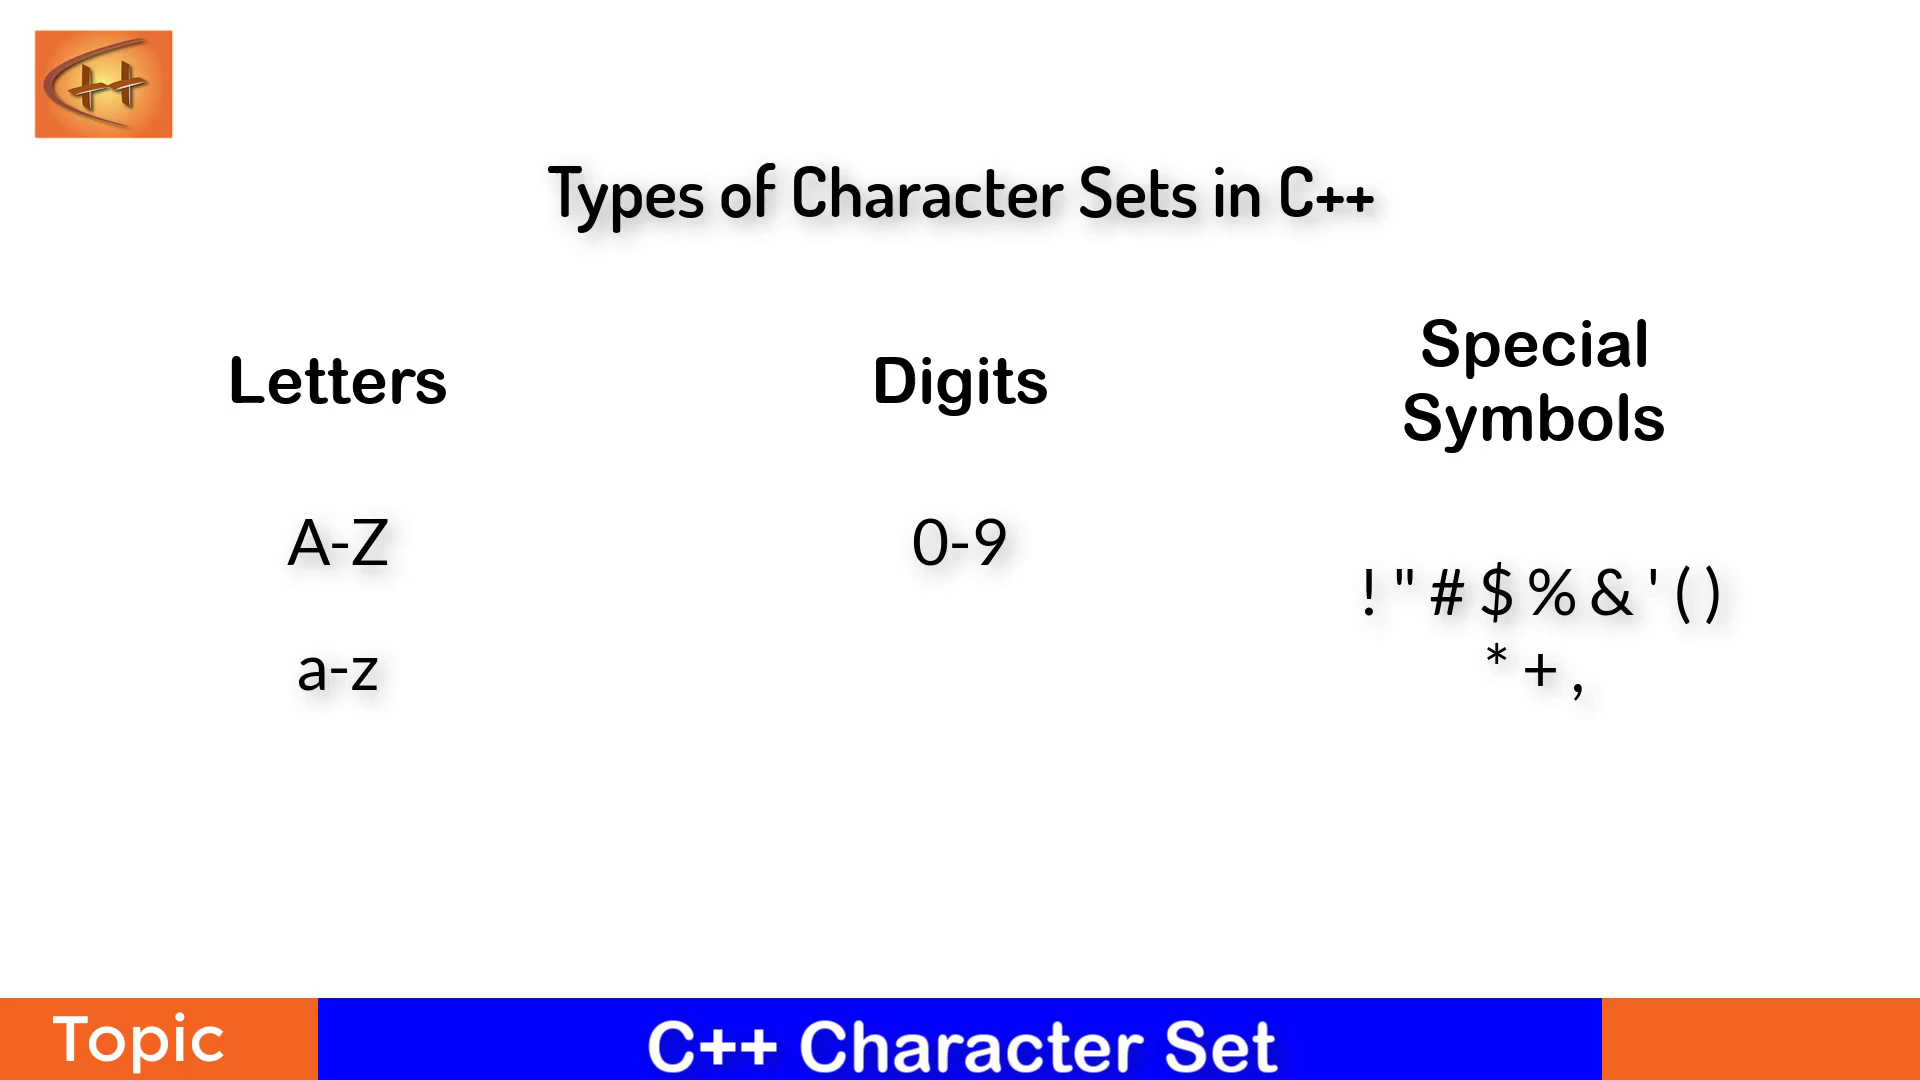 C++
Types of Character Sets in C++
Letters
Digits
Special
Symbols
A-Z
0-9
! " # $ % & ' ( )
a-z
* + ,
Topic
C++ Character Set